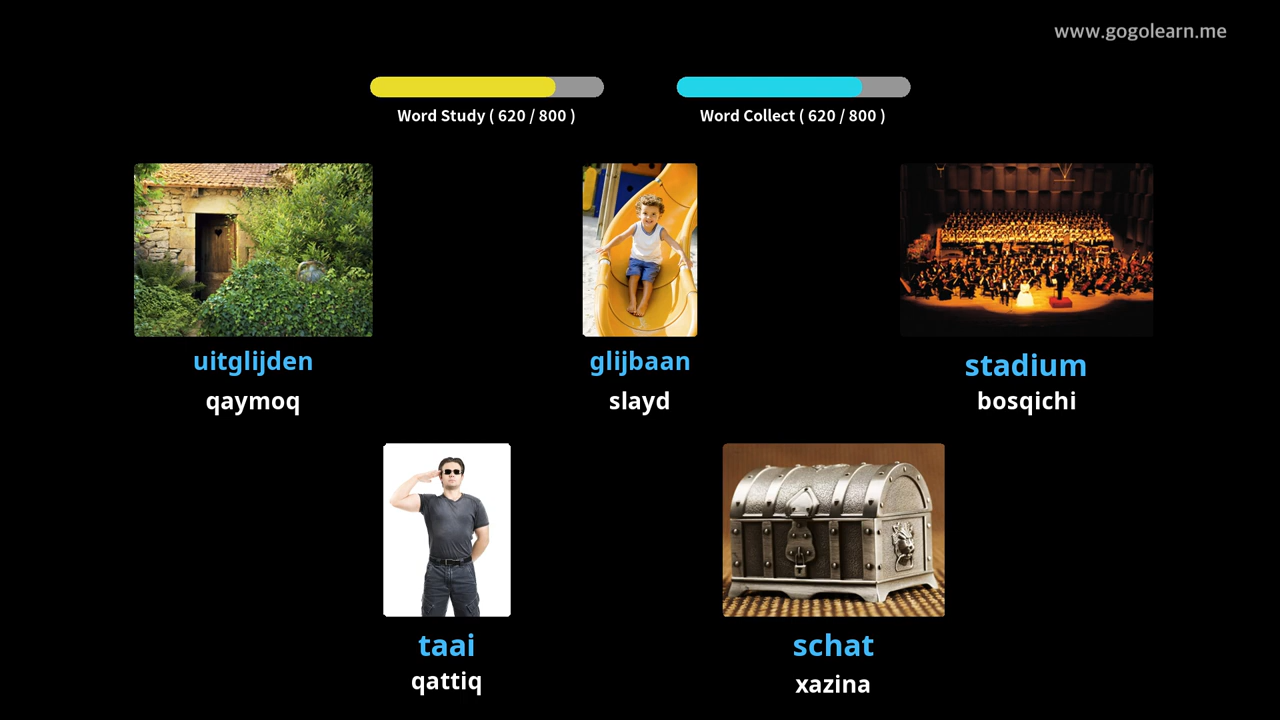 www.gogolearn.me
Word Study ( 620 / 800 )
Word Collect ( 620 / 800 )
uitglijden
qaymoq
glijbaan
slayd
stadium
bosqichi
taai
qattiq
schat
xazina